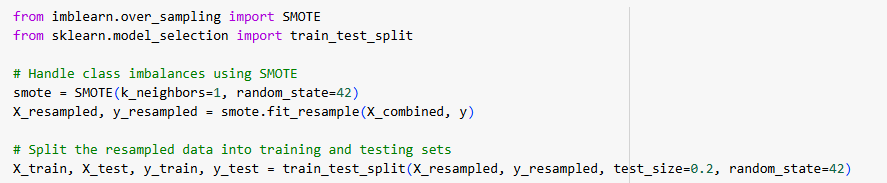 from imblearn.over_sampling import SMOTE
from sklearn.model_selection import train_test_split
# Handle class imbalances using SMOTE
smote = SMOTE(k_neighbors=1, random_state=42)
X_resampled, y_resampled = smote.fit_resample(X_combined, y)
# Split the resampled data into training and testing sets
X_train, X_test, y_train, y_test = train_test_split(X_resampled, y_resampled, test_size=0.2, random_state=42)